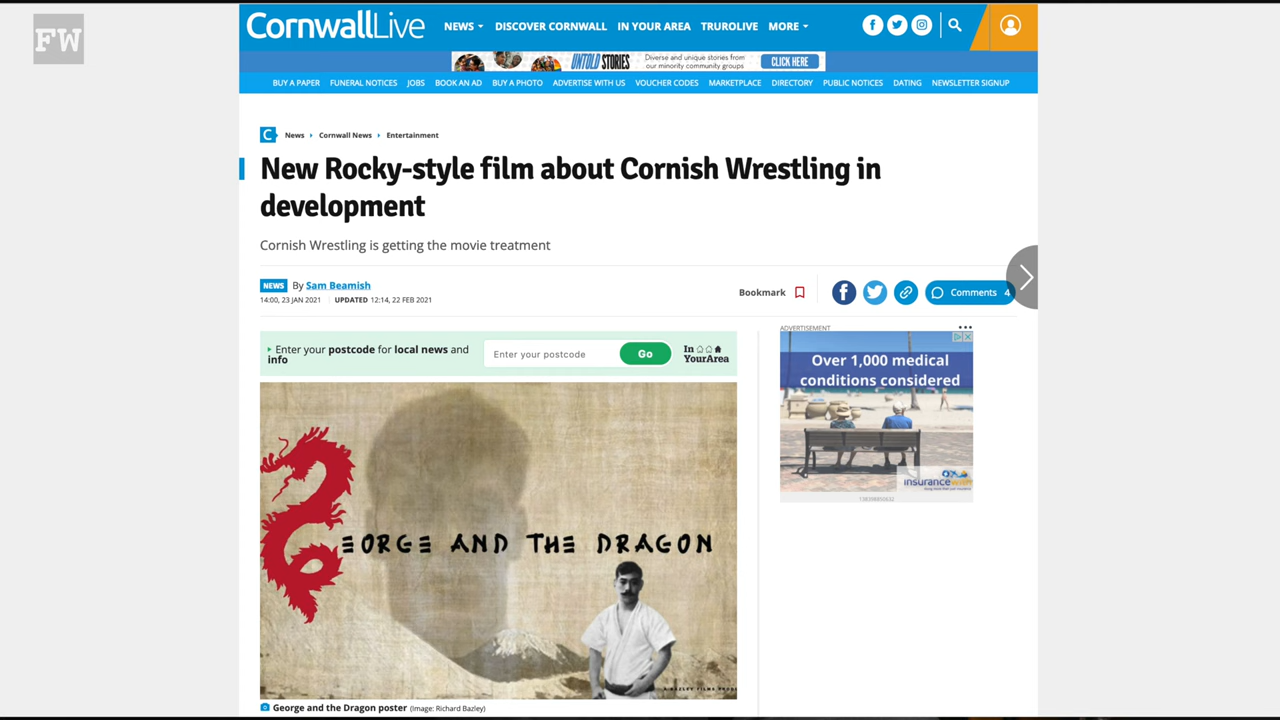 FW
CornwallLive
NEWS DISCOVER CORNWALL IN YOUR AREA TRUROLIVE MORE
UNTOLD STORIES
Diverse and unique stories from
our minority community groups
CLICK HERE
BUY A PAPER FUNERAL NOTICES JOBS BOOK AN AD BUY A PHOTO ADVERTISE WITH US VOUCHER CODES MARKETPLACE DIRECTORY PUBLIC NOTICES DATING NEWSLETTER SIGNUP
C News Cornwall News Entertainment
New Rocky-style film about Cornish Wrestling in
development
Cornish Wrestling is getting the movie treatment
NEWS By Sam Beamish
14:00, 23 JAN 2021 UPDATED 12:14, 22 FEB 2021
Bookmark
Comments 4
Enter your postcode for local news and
info
Enter your postcode
Go
In
YourArea
ADVERTISEMENT
Over 1,000 medical
conditions considered
insurancewith
EORGE AND THE DRAGON
George and the Dragon poster (Image: Richard Bazley)